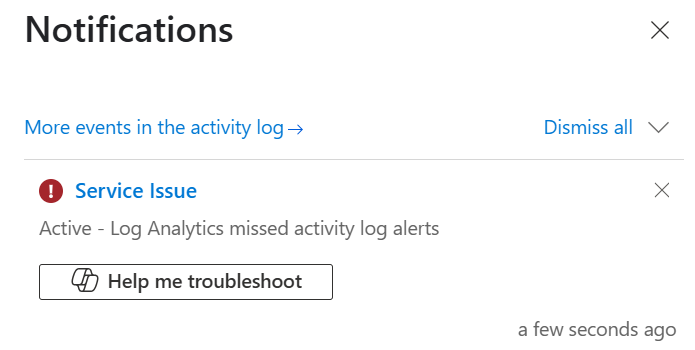 Notifications
More events in the activity log→ Dismiss all
Service Issue
Active - Log Analytics missed activity log alerts
Help me troubleshoot
a few seconds ago